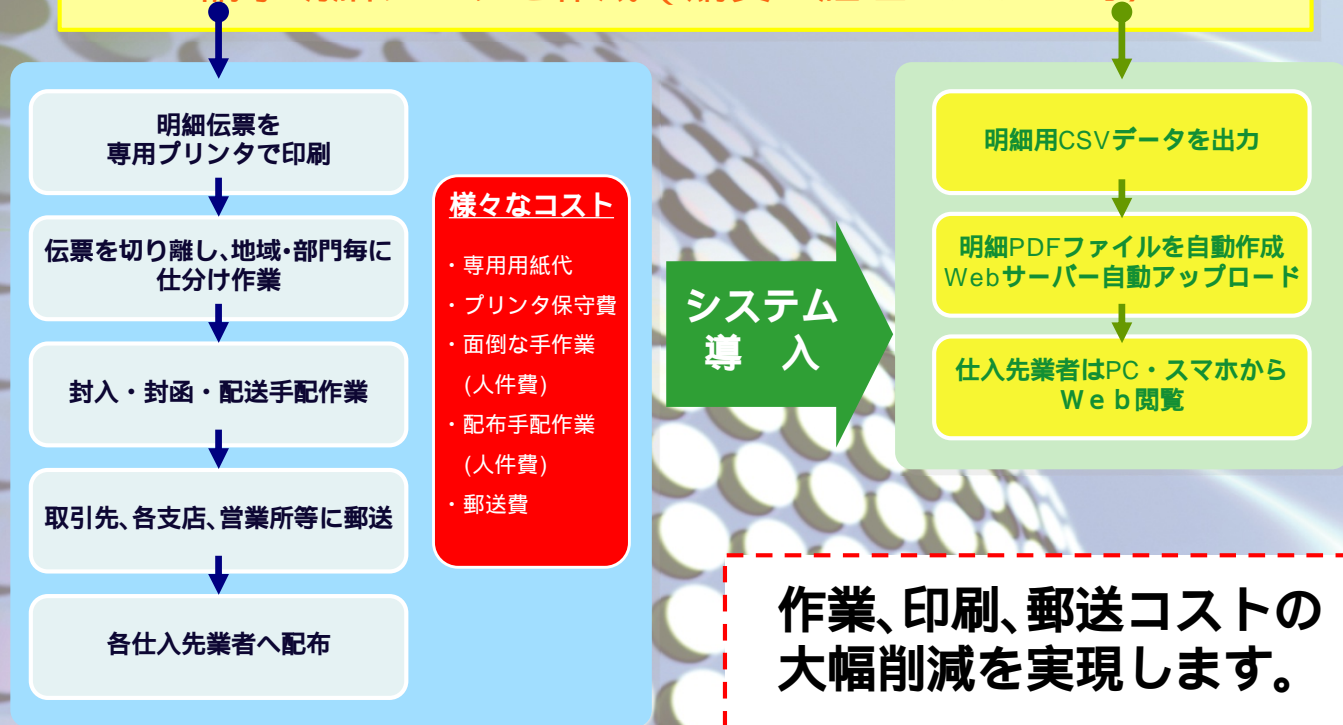 明細伝票を
専用プリンタで印刷
伝票を切り離し、地域・部門毎に
仕分け作業
封入・封函・配送手配作業
取引先、各支店、営業所等に郵送
各仕入先業者へ配布
様々なコスト
・専用用紙代
・プリンタ保守費
・面倒な手作業
(人件費)
・配布手配作業
(人件費)
・郵送費
システム
導 入
明細用CSVデータを出力
明細PDFファイルを自動作成
Webサーバー自動アップロード
仕入先業者はPC・スマホから
Ｗｅｂ閲覧
作業、印刷、郵送コストの
大幅削減を実現します。